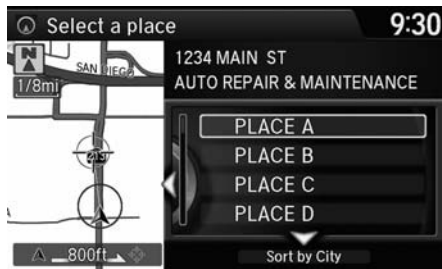 Select a place
9:30
N
SAN DIEGO
1/8mi
1234 MAIN ST
AUTO REPAIR & MAINTENANCE
PLACE A
PLACE B
PLACE C
PLACE D
800ft
Sort by City